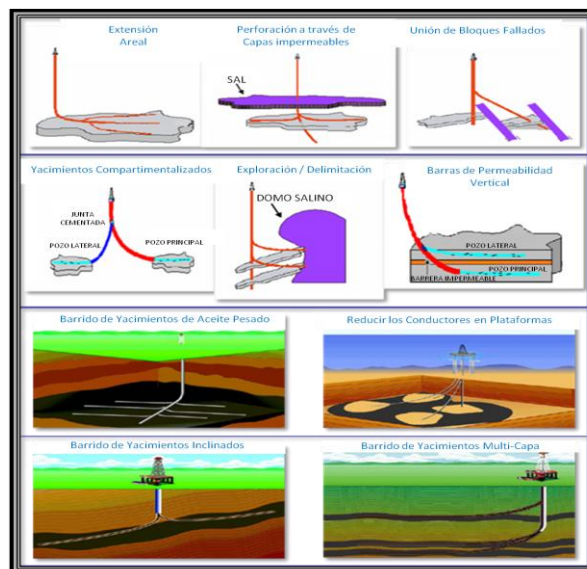 Extensión
Areal
Perforación a través de
Capas impermeables
Unión de Bloques Fallados
SAL
Yacimientos Compartimentalizados
Exploración / Delimitación
Barras de Permeabilidad
Vertical
JUNTA
CEMENTADA
POZO LATERAL
POZO PRINCIPAL
DOMO SALINO
POZO LATERAL
POZO PRINCIPAL
BARRERA IMPERMEABLE
Barrido de Yacimientos de Aceite Pesado
Reducir los Conductores en Plataformas
Barrido de Yacimientos Inclinados
Barrido de Yacimientos Multi-Capa